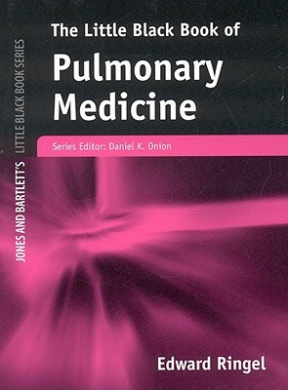 The Little Black Book of
Pulmonary
Medicine
Series Editor: Daniel K. Onion
JONES AND BARTLETT'S LITTLE BLACK BOOK SERIES
Edward Ringel